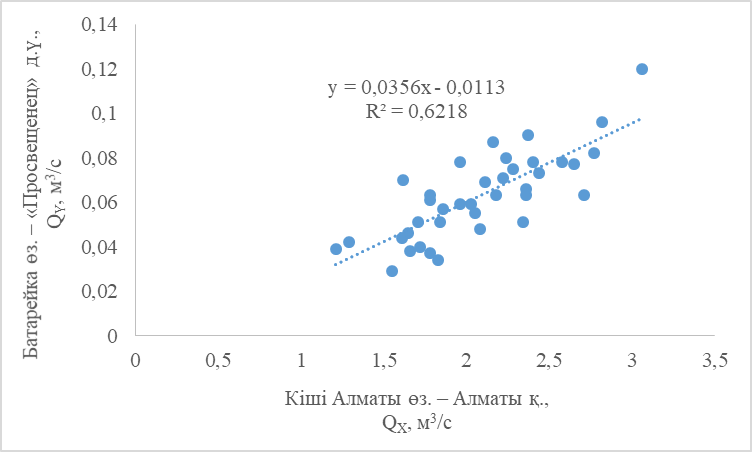 Батарейка өз. – «Просвещенец» д.ү.,
Qү, м³/с
0,14
0,12
0,1
0,08
0,06
0,04
0,02
0
y = 0,0356x - 0,0113
R² = 0,6218
0
0,5
1
1,5
2
2,5
3
3,5
Кіші Алматы өз. – Алматы қ.,
Qх, м³/с